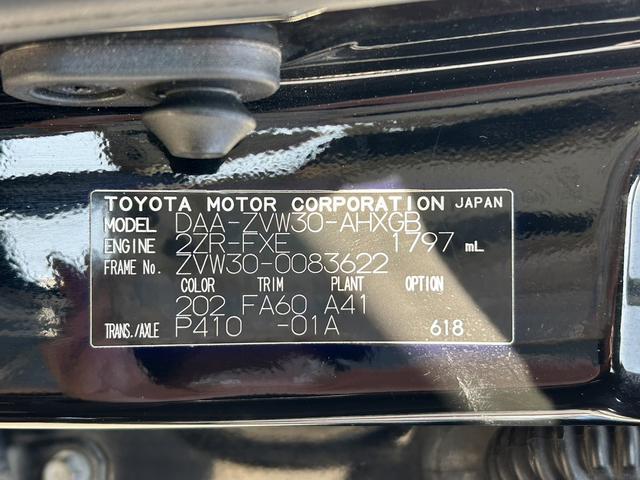 TOYOTA MOTOR CORPORATION JAPAN
MODEL DAA-ZVW30-AHXGB
ENGINE 2ZR-FXE 1797 mL
FRAME No. ZVW30-0083622
COLOR TRIM PLANT OPTION
202 FA60 A41
TRANS./AXLE P410 -01A 618